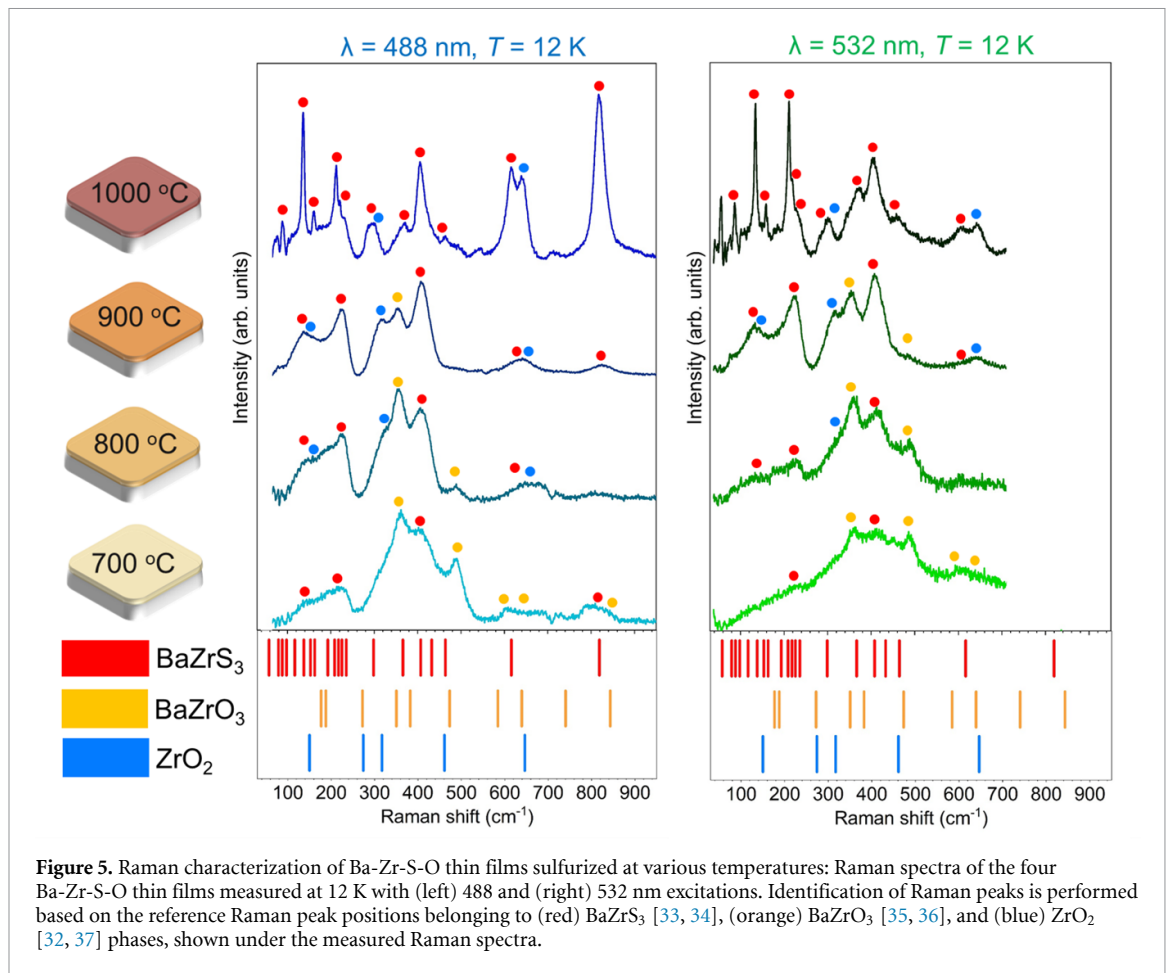 λ = 488 nm, T = 12 K
λ = 532 nm, T = 12 K
1000 °C
900 °C
800 °C
700 °C
Intensity (arb. units)
Intensity (arb. units)
BaZrS₃
BaZrO₃
ZrO₂
100 200 300 400 500 600 700 800 900
Raman shift (cm⁻¹)
100 200 300 400 500 600 700 800 900
Raman shift (cm⁻¹)
Figure 5. Raman characterization of Ba-Zr-S-O thin films sulfurized at various temperatures: Raman spectra of the four
Ba-Zr-S-O thin films measured at 12 K with (left) 488 and (right) 532 nm excitations. Identification of Raman peaks is performed
based on the reference Raman peak positions belonging to (red) BaZrS₃ [33, 34], (orange) BaZrO₃ [35, 36], and (blue) ZrO₂
[32, 37] phases, shown under the measured Raman spectra.